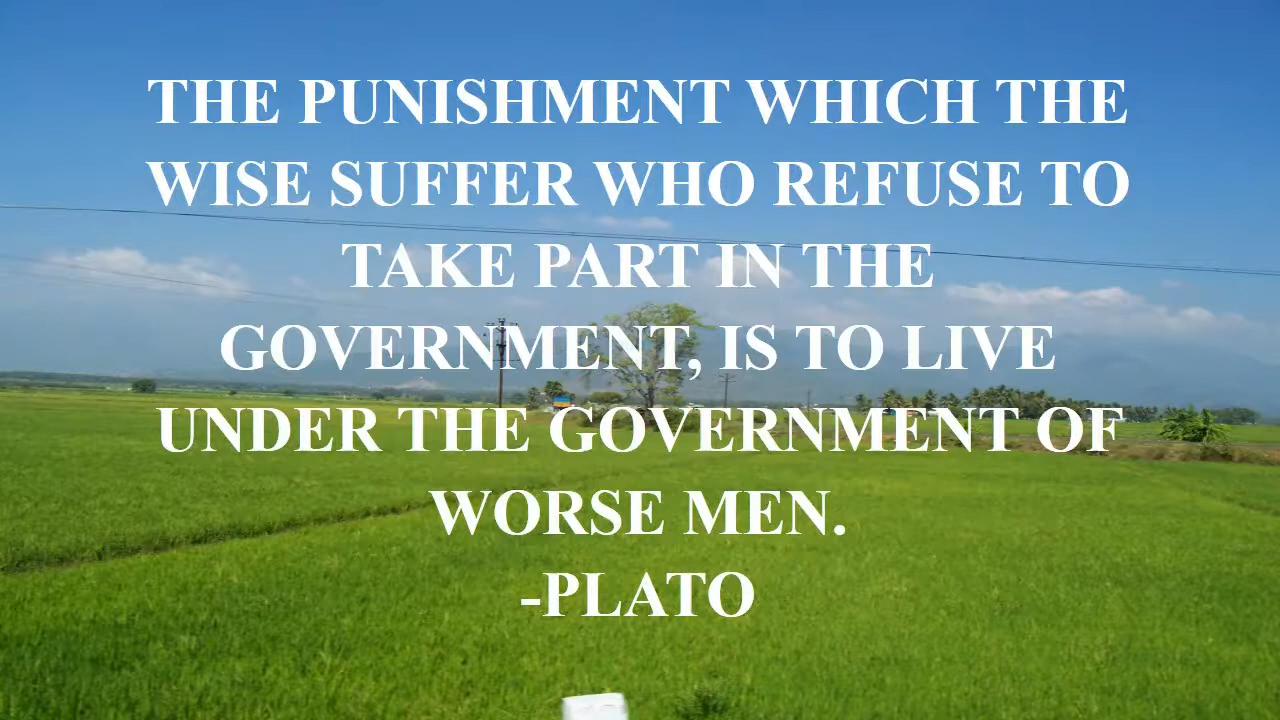 THE PUNISHMENT WHICH THE
WISE SUFFER WHO REFUSE TO
TAKE PART IN THE
GOVERNMENT, IS TO LIVE
UNDER THE GOVERNMENT OF
WORSE MEN.
-PLATO